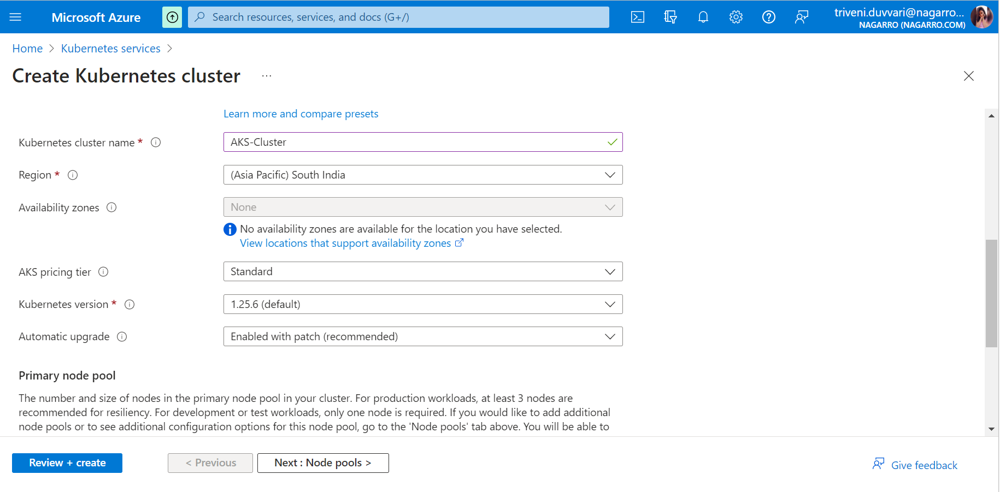 Microsoft Azure
Search resources, services, and docs (G+/)
triveni.duvvari@nagarro...
NAGARRO (NAGARRO.COM)
Home > Kubernetes services >
Create Kubernetes cluster ...
Learn more and compare presets
Kubernetes cluster name *
AKS-Cluster
Region *
(Asia Pacific) South India
Availability zones
None
No availability zones are available for the location you have selected.
View locations that support availability zones
AKS pricing tier
Standard
Kubernetes version *
1.25.6 (default)
Automatic upgrade
Enabled with patch (recommended)
Primary node pool
The number and size of nodes in the primary node pool in your cluster. For production workloads, at least 3 nodes are
recommended for resiliency. For development or test workloads, only one node is required. If you would like to add additional
node pools or to see additional configuration options for this node pool, go to the 'Node pools' tab above. You will be able to
Review + create
< Previous
Next : Node pools >
Give feedback